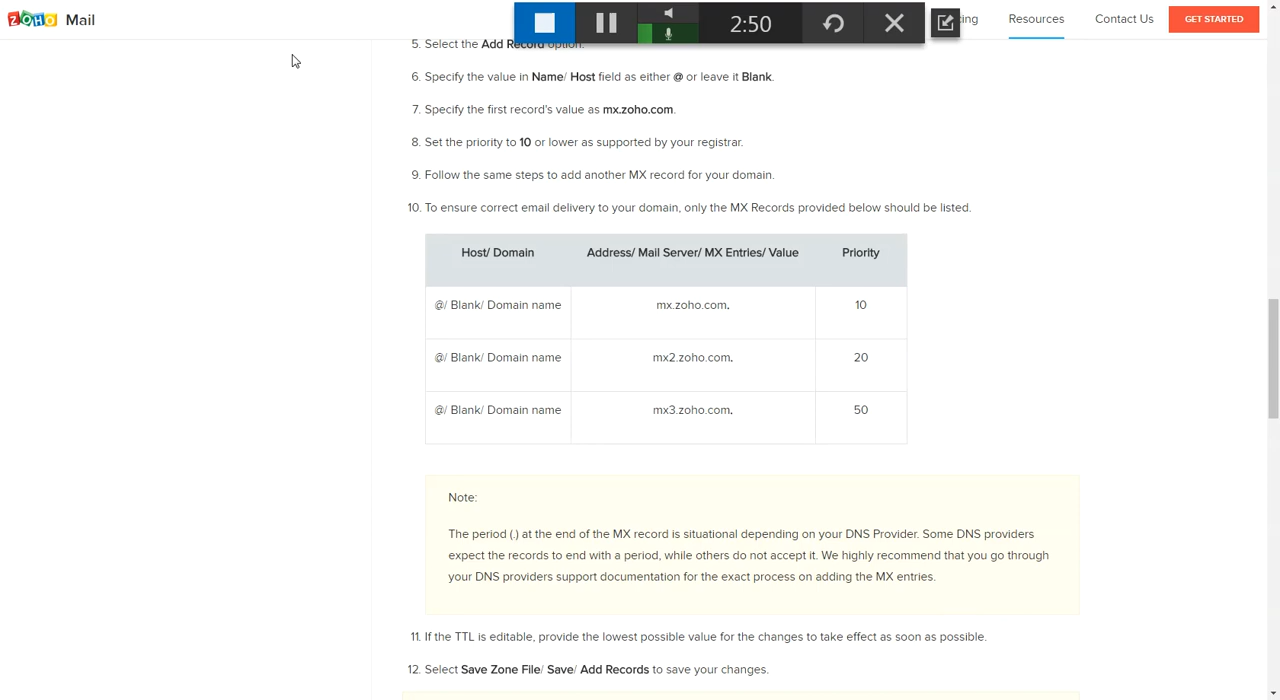 ZOHO Mail
2:50
Resources
Contact Us
GET STARTED
5. Select the Add Record option.
6. Specify the value in Name/ Host field as either @ or leave it Blank.
7. Specify the first record's value as mx.zoho.com.
8. Set the priority to 10 or lower as supported by your registrar.
9. Follow the same steps to add another MX record for your domain.
10. To ensure correct email delivery to your domain, only the MX Records provided below should be listed.
Host/ Domain Address/ Mail Server/ MX Entries/ Value Priority
@/ Blank/ Domain name mx.zoho.com. 10
@/ Blank/ Domain name mx2.zoho.com. 20
@/ Blank/ Domain name mx3.zoho.com. 50
Note:
The period (.) at the end of the MX record is situational depending on your DNS Provider. Some DNS providers
expect the records to end with a period, while others do not accept it. We highly recommend that you go through
your DNS providers support documentation for the exact process on adding the MX entries.
11. If the TTL is editable, provide the lowest possible value for the changes to take effect as soon as possible.
12. Select Save Zone File/ Save/ Add Records to save your changes.